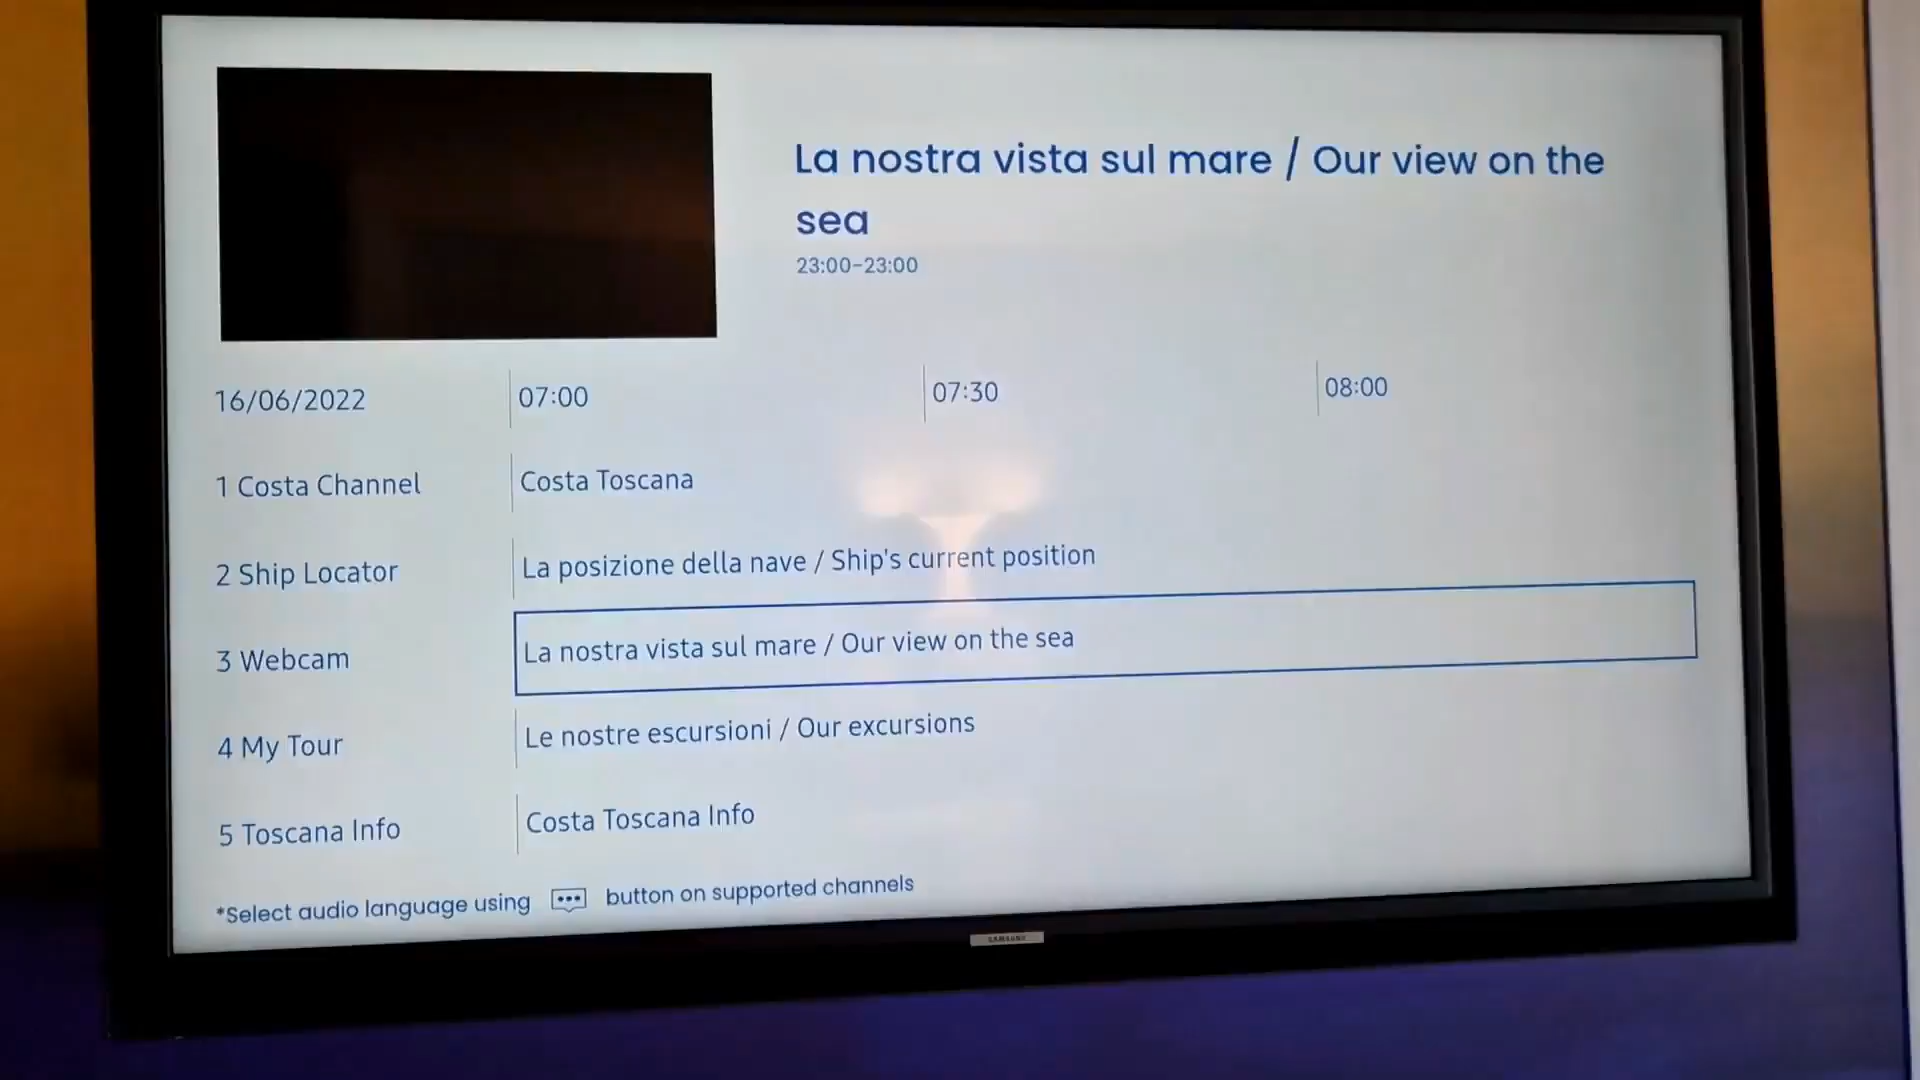 La nostra vista sul mare / Our view on the
sea
23:00-23:00
16/06/2022 07:00 07:30 08:00
1 Costa Channel Costa Toscana
2 Ship Locator La posizione della nave / Ship's current position
3 Webcam La nostra vista sul mare / Our view on the sea
4 My Tour Le nostre escursioni / Our excursions
5 Toscana Info Costa Toscana Info
*Select audio language using button on supported channels
SAMSUNG